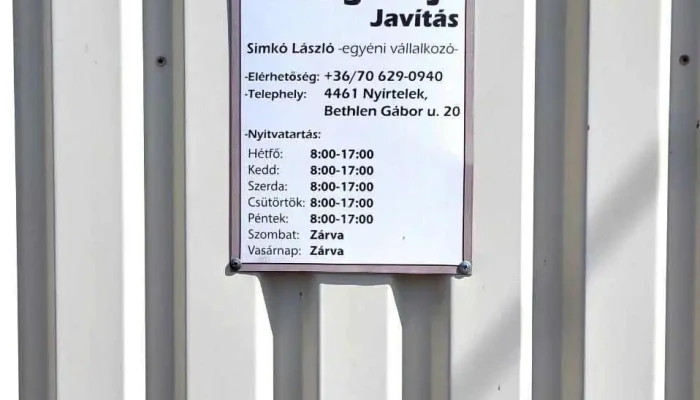 Javítás
Simkó László -egyéni vállalkozó-
-Elérhetőség: +36/70 629-0940
-Telephely: 4461 Nyírtelek,
Bethlen Gábor u. 20
-Nyitvatartás:
Hétfő: 8:00-17:00
Kedd: 8:00-17:00
Szerda: 8:00-17:00
Csütörtök: 8:00-17:00
Péntek: 8:00-17:00
Szombat: Zárva
Vasárnap: Zárva